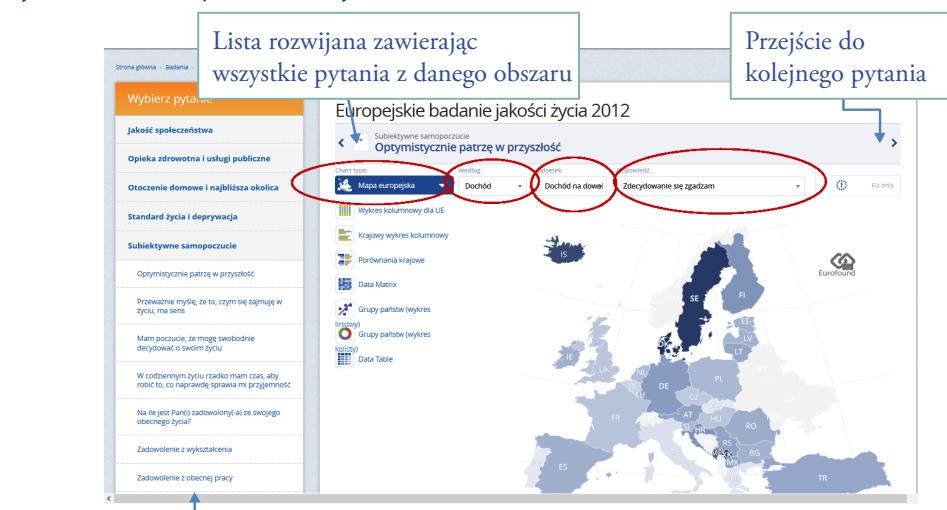 Lista rozwijana zawierając
wszystkie pytania z danego obszaru
Przejście do
kolejnego pytania
Strona główna - Badania -
Wybierz pytanie
Jakość społeczeństwa
Opieka zdrowotna i usługi publiczne
Otoczenie domowe i najbliższa okolica
Standard życia i deprywacja
Subiektywne samopoczucie
Optymistycznie patrzę w przyszłość
Przeważnie myślę, że to, czym się zajmuję w
życiu, ma sens
Mam poczucie, że mogę swobodnie
decydować o swoim życiu
W codziennym życiu rzadko mam czas, aby
robić to, co naprawdę sprawia mi przyjemność
Na ile jest Pan(i) zadowolony(-a) ze swojego
obecnego życia?
Zadowolenie z wykształcenia
Zadowolenie z obecnej pracy
Europejskie badanie jakości życia 2012
Subiektywne samopoczucie
Optymistycznie patrzę w przyszłość
Chart type:
Według :
Odsetek
Odpowiedź :
Mapa europejska
Dochód
Dochód na dowol
Zdecydowanie się zgadzam
EU only
Wykres kolumnowy dla UE
Krajowy wykres kolumnowy
Porównania krajowe
Data Matrix
Grupy państw (wykres
liniowy)
Grupy państw (wykres
kolisty)
Data Table
Eurofound
IS
SE
FI
EE
LV
LT
IE
UK
NL
DE
PL
CZ
FR
AT
HU
RO
HR
RS
BG
MK
ES
TR